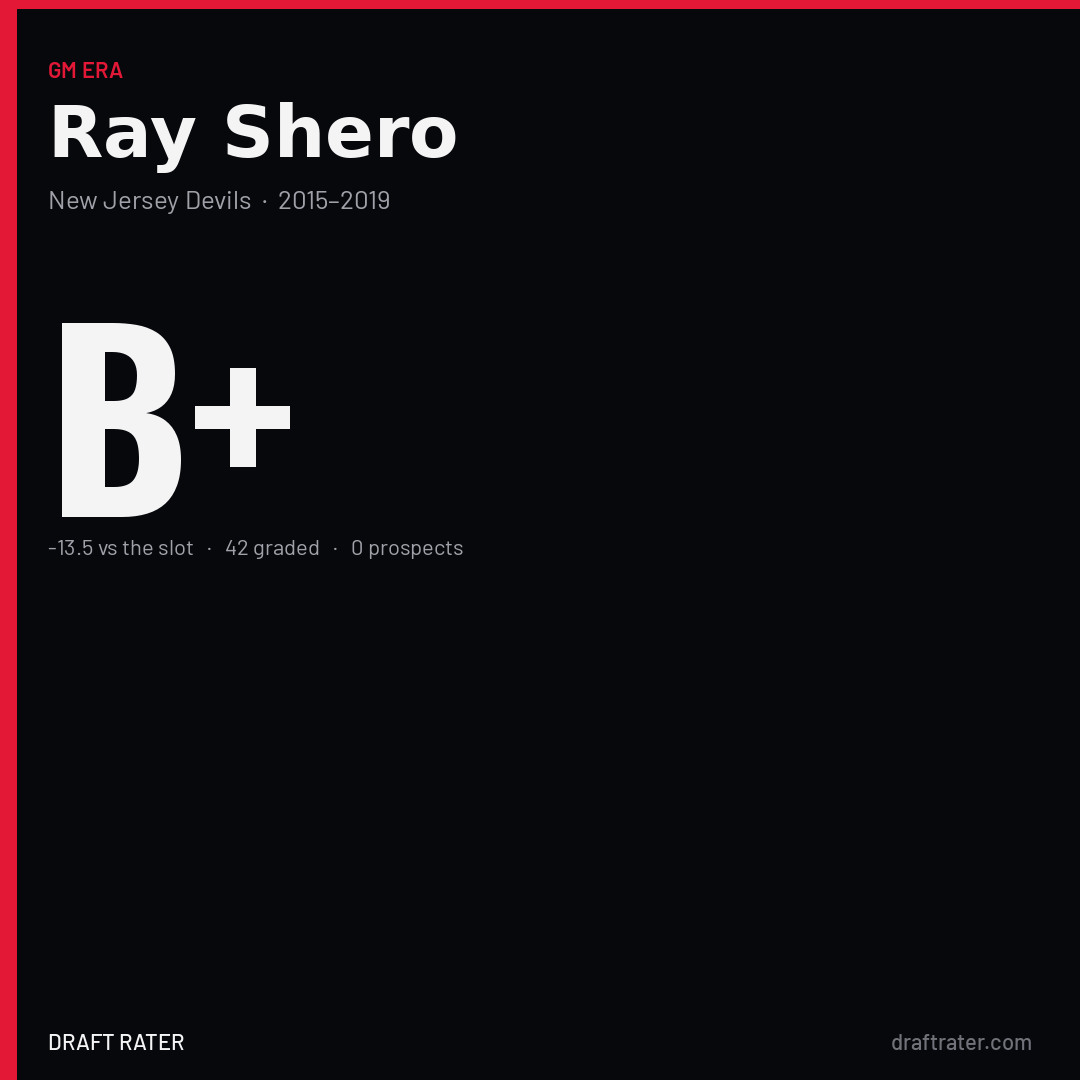 GM ERA
Ray Shero
New Jersey Devils · 2015–2019
B+
-13.5 vs the slot · 42 graded · 0 prospects
DRAFT RATER
draftrater.com